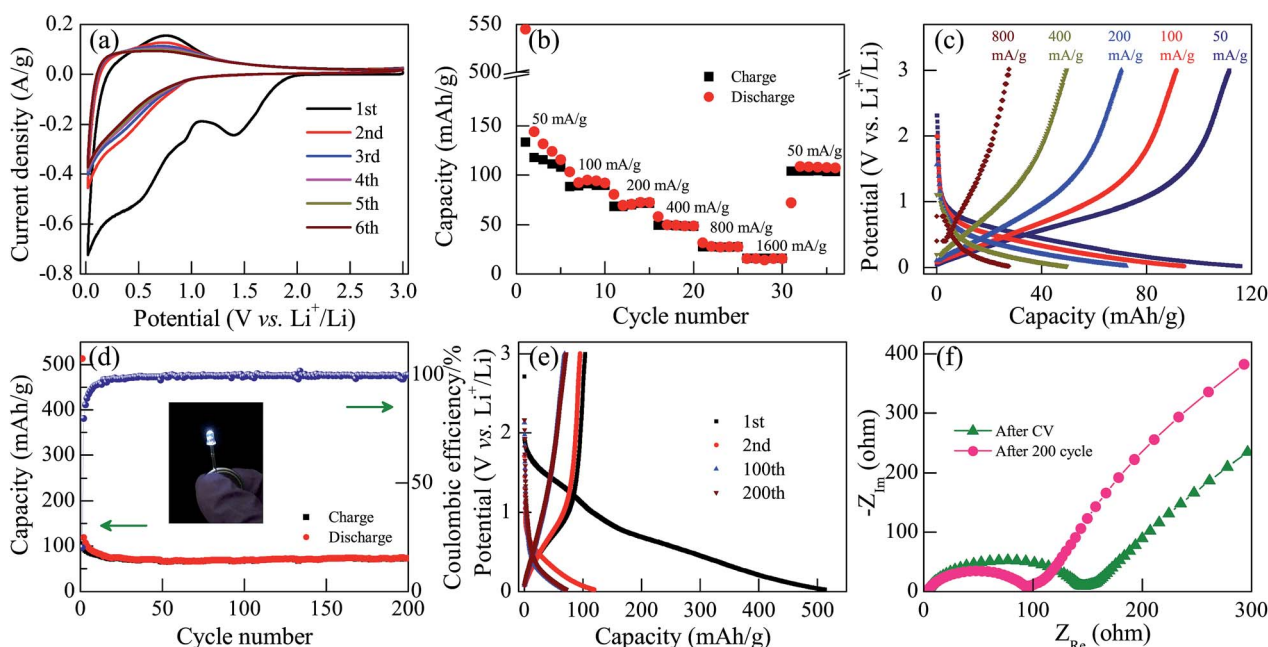 (a)
0.2
0.0
-0.2
-0.4
-0.6
-0.8
Current density (A/g)
1st
2nd
3rd
4th
5th
6th
0.0 0.5 1.0 1.5 2.0 2.5 3.0
Potential (V vs. Li⁺/Li)
(b)
550
500
150
100
50
0
Capacity (mAh/g)
Charge
Discharge
50 mA/g
100 mA/g
200 mA/g
400 mA/g
800 mA/g
1600 mA/g
50 mA/g
0 10 20 30
Cycle number
(c)
3
2
1
0
Potential (V vs. Li⁺/Li)
800 400 200 100 50
mA/g mA/g mA/g mA/g mA/g
0 40 80 120
Capacity (mAh/g)
(d)
500
450
400
350
300
250
200
150
100
50
0
Capacity (mAh/g)
100
50
Coulombic efficiency/%
Charge
Discharge
0 50 100 150 200
Cycle number
(e)
3
2
1
0
Potential (V vs. Li⁺/Li)
1st
2nd
100th
200th
0 100 200 300 400 500
Capacity (mAh/g)
(f)
400
300
200
100
0
-Z_Im (ohm)
After CV
After 200 cycle
0 100 200 300
Z_Re (ohm)